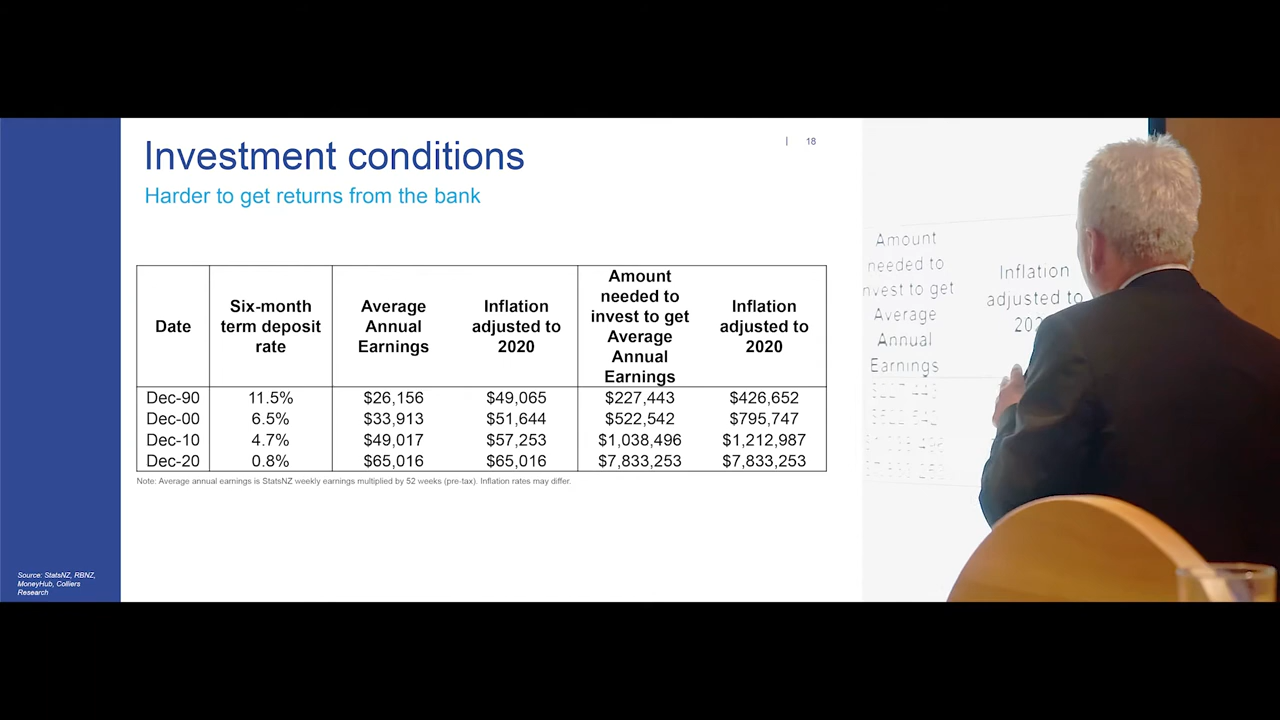 Investment conditions
| 18
Harder to get returns from the bank
Date
Six-month
term deposit
rate
Average
Annual
Earnings
Inflation
adjusted to
2020
Amount
needed to
invest to get
Average
Annual
Earnings
Inflation
adjusted to
2020
Dec-90 11.5% $26,156 $49,065 $227,443 $426,652
Dec-00 6.5% $33,913 $51,644 $522,542 $795,747
Dec-10 4.7% $49,017 $57,253 $1,038,496 $1,212,987
Dec-20 0.8% $65,016 $65,016 $7,833,253 $7,833,253
Note: Average annual earnings is StatsNZ weekly earnings multiplied by 52 weeks (pre-tax). Inflation rates may differ.
Source: StatsNZ, RBNZ,
MoneyHub, Colliers
Research
Amount
needed to
nvest to get
Average
Annual
Earnings
Inflation
adjusted to